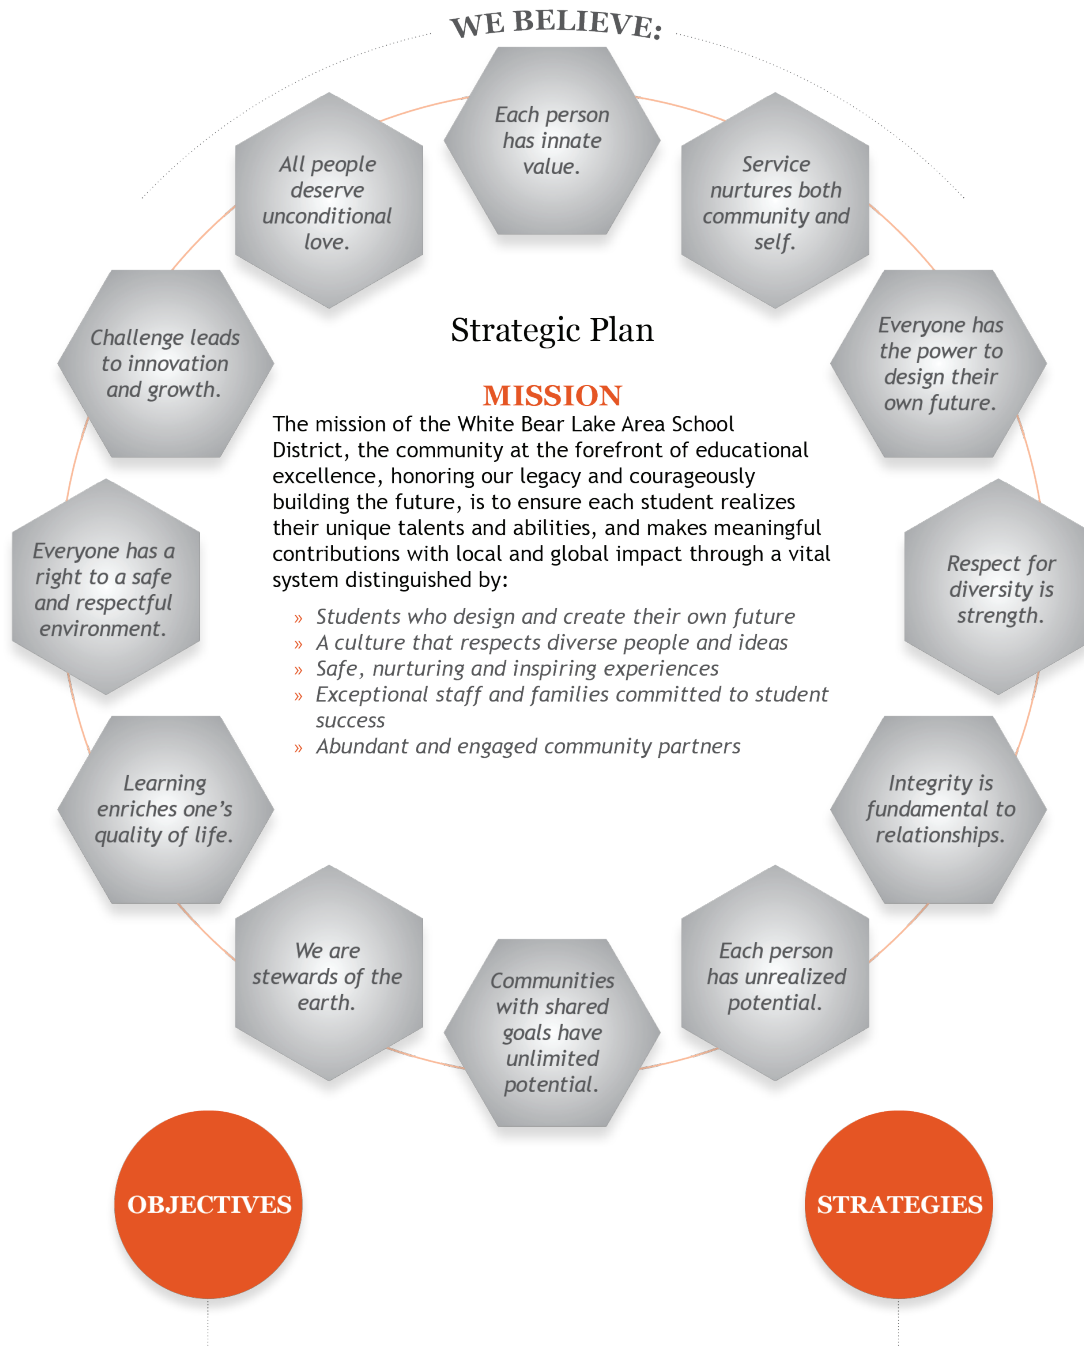 WE BELIEVE:
Each person
has innate
value.
All people
deserve
unconditional
love.
Service
nurtures both
community and
self.
Challenge leads
to innovation
and growth.
Everyone has
the power to
design their
own future.
Strategic Plan
MISSION
The mission of the White Bear Lake Area School
District, the community at the forefront of educational
excellence, honoring our legacy and courageously
building the future, is to ensure each student realizes
their unique talents and abilities, and makes meaningful
contributions with local and global impact through a vital
system distinguished by:
» Students who design and create their own future
» A culture that respects diverse people and ideas
» Safe, nurturing and inspiring experiences
» Exceptional staff and families committed to student
success
» Abundant and engaged community partners
Everyone has a
right to a safe
and respectful
environment.
Respect for
diversity is
strength.
Learning
enriches one’s
quality of life.
Integrity is
fundamental to
relationships.
We are
stewards of the
earth.
Communities
with shared
goals have
unlimited
potential.
Each person
has unrealized
potential.
OBJECTIVES
STRATEGIES